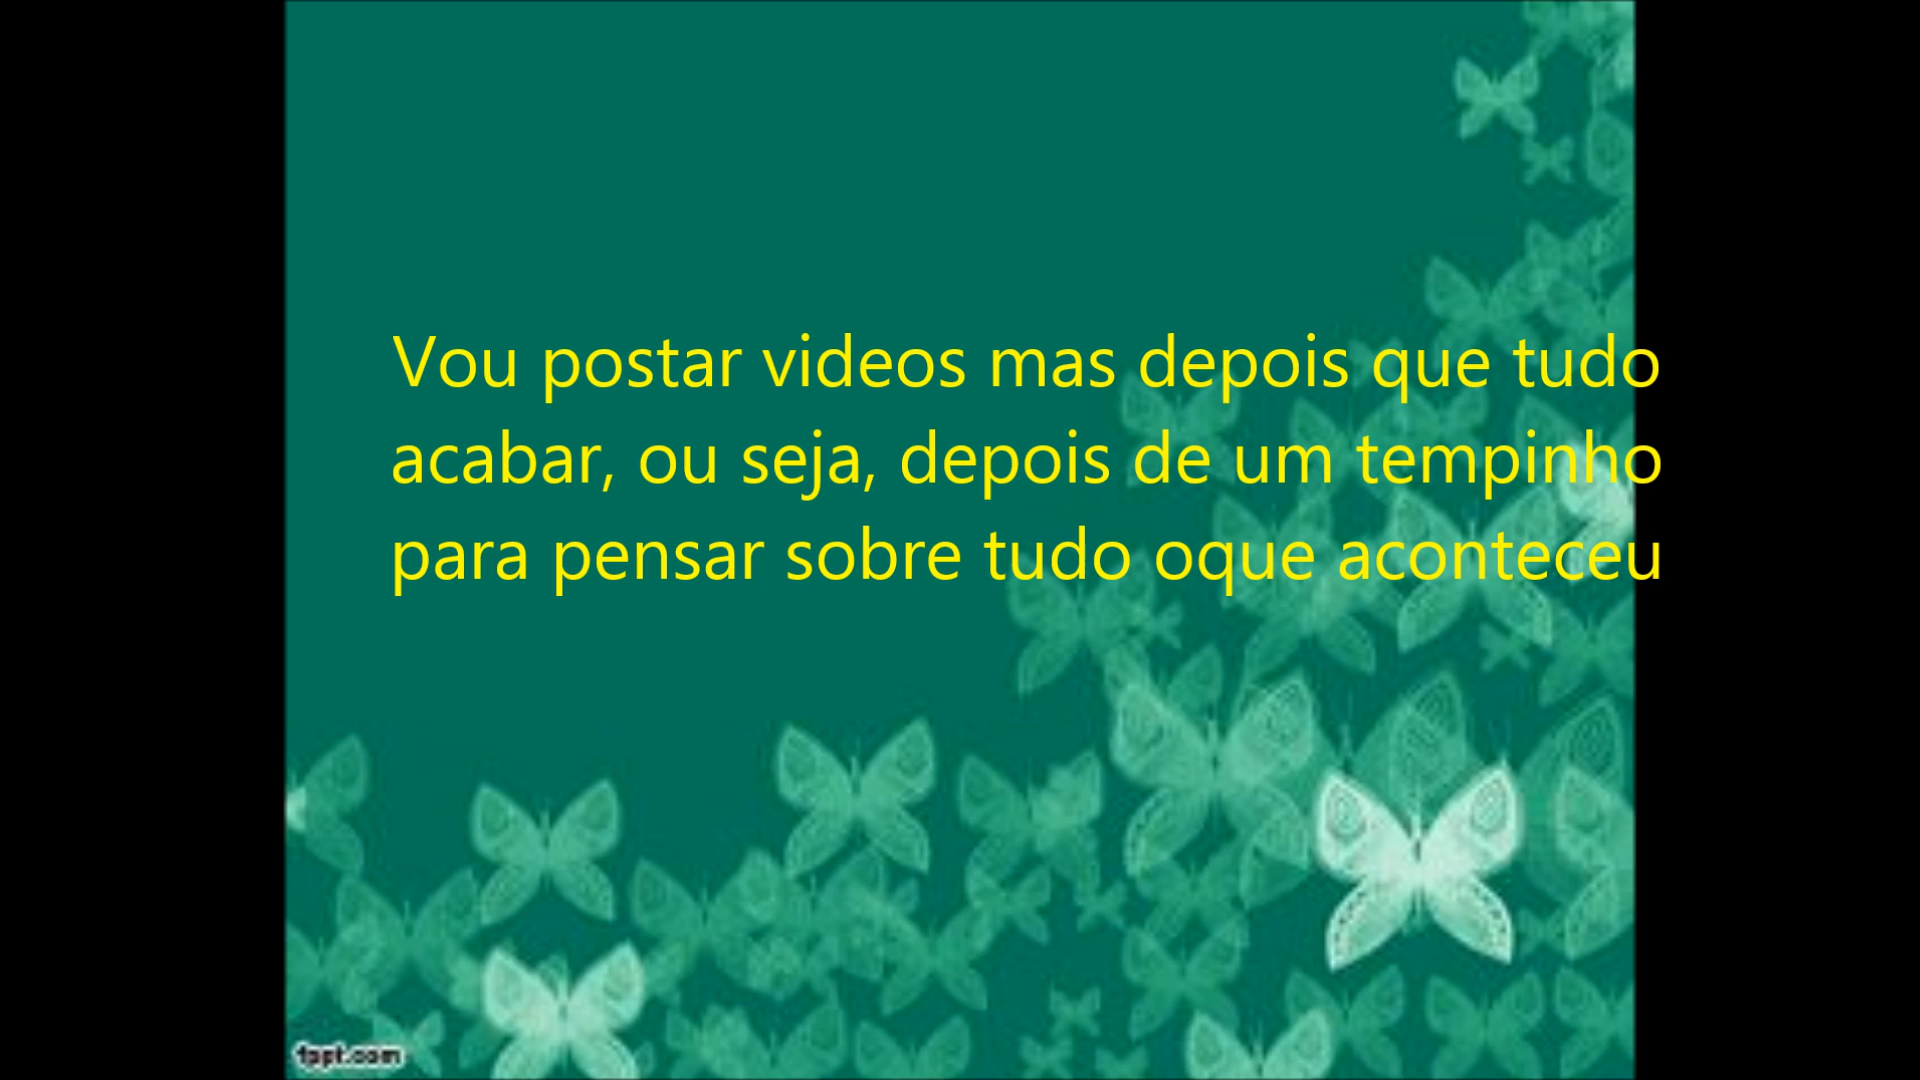 Vou postar videos mas depois que tudo
acabar, ou seja, depois de um tempinho
para pensar sobre tudo oque aconteceu
fppt.com